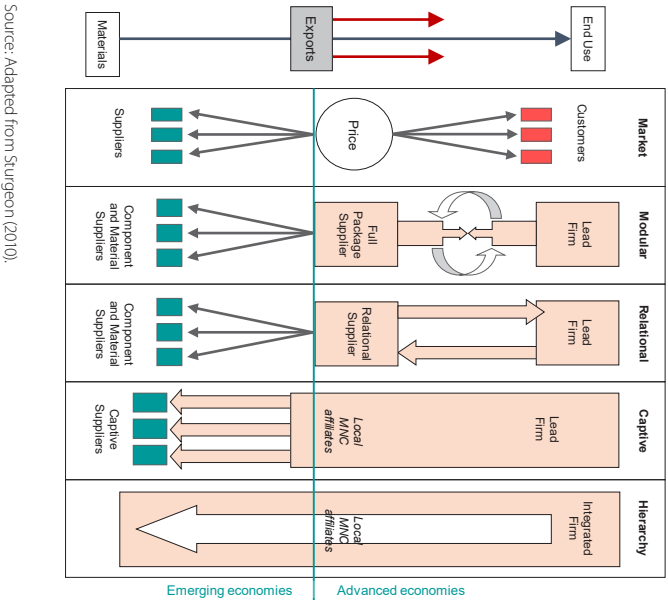 End Use
Exports
Materials
Market
Customers
Price
Suppliers
Modular
Lead
Firm
Full
Package
Supplier
Component
and Material
Suppliers
Relational
Lead
Firm
Relational
Supplier
Component
and Material
Suppliers
Captive
Lead
Firm
Local
MNC
affiliates
Captive
Suppliers
Hierarchy
Integrated
Firm
Local
MNC
affiliates
Emerging economies
Advanced economies
Source: Adapted from Sturgeon (2010).